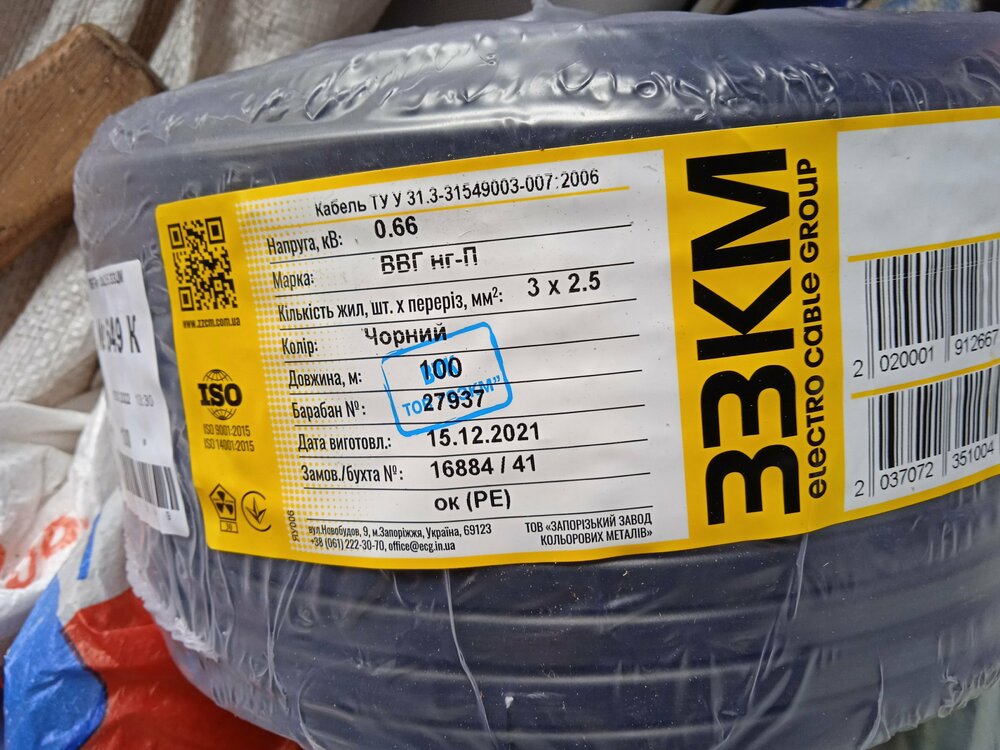 Кабель ТУ У 31.3-31549003-007:2006
Напруга, кВ: 0.66
Марка: ВВГ нг-П
Кількість жил, шт. х переріз, мм²: 3 x 2.5
Колір: Чорний
Довжина, м: 100
Барабан №: 27937
Дата виготовл.: 15.12.2021
Замов./бухта №: 16884 / 41
ок (PE)
вул.Новобудов, 9, м.Запоріжжя, Україна, 69123
+38 (061) 222-30-70, office@ecg.in.ua
ТОВ «ЗАПОРІЗЬКИЙ ЗАВОД
КОЛЬОРОВИХ МЕТАЛІВ»
www.zzcm.com.ua
ISO
ISO 9001:2015
ISO 14001:2015
ЗЗКМ
ELECTRO CABLE GROUP
2 020001 912667
2 037072 351004
649 К